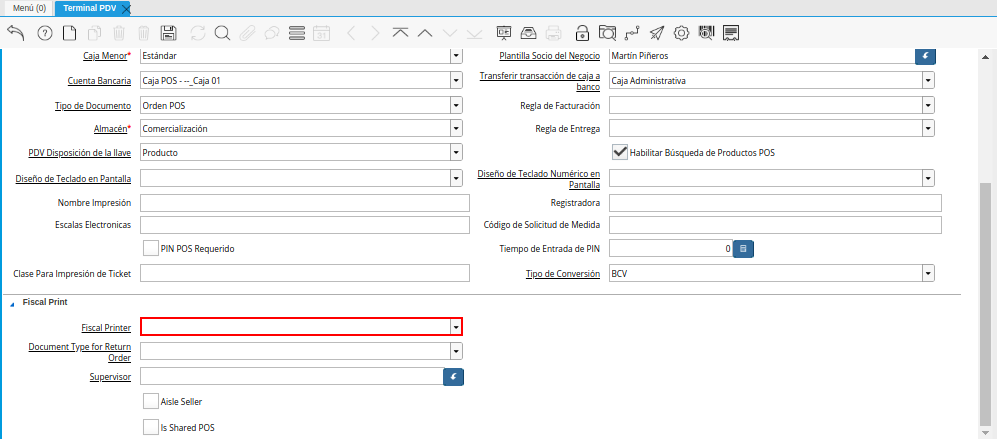 Menú (0) Terminal PDV
Caja Menor* Estándar Plantilla Socio del Negocio Martín Piñeros
Cuenta Bancaria Caja POS - --_Caja 01 Transferir transacción de caja a banco Caja Administrativa
Tipo de Documento Orden POS Regla de Facturación
Almacén* Comercialización Regla de Entrega
PDV Disposición de la llave Producto Habilitar Búsqueda de Productos POS
Diseño de Teclado en Pantalla Diseño de Teclado Numérico en Pantalla
Nombre Impresión Registradora
Escalas Electronicas Código de Solicitud de Medida
PIN POS Requerido Tiempo de Entrada de PIN 0
Clase Para Impresión de Ticket Tipo de Conversión BCV
Fiscal Print
Fiscal Printer
Document Type for Return
Order
Supervisor
Aisle Seller
Is Shared POS